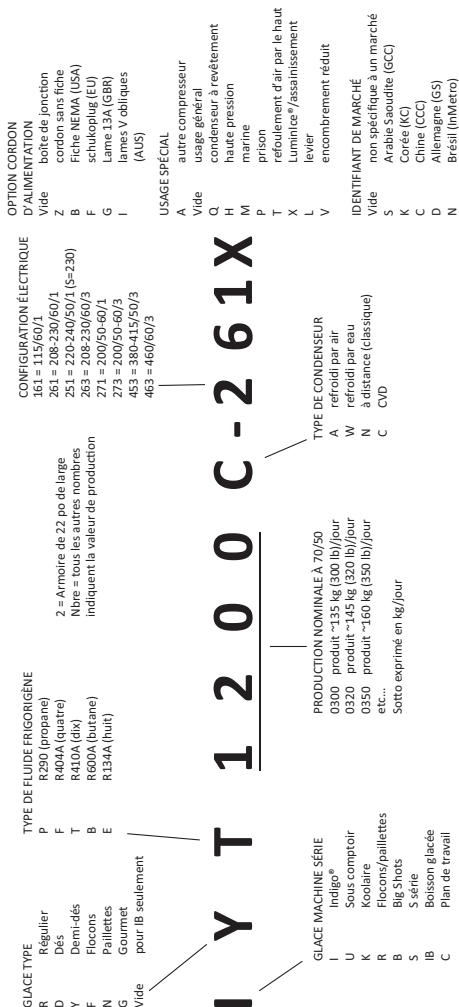 GLACE TYPE
R Régulier
D Dés
Y Demi-dés
F Flocons
N Paillettes
G Gourmet
Vide pour IB seulement
TYPE DE FLUIDE FRIGORIGÈNE
P R290 (propane)
F R404A (quatre)
T R410A (dix)
B R600A (butane)
E R134A (huit)
2 = Armoire de 22 po de large
Nbre = tous les autres nombres
indiquent la valeur de production
CONFIGURATION ÉLECTRIQUE
161 = 115/60/1
261 = 208-230/60/1
251 = 220-240/50/1 (S=230)
263 = 208-230/60/3
271 = 200/50-60/1
273 = 200/50-60/3
453 = 380-415/50/3
463 = 460/60/3
OPTION CORDON
D'ALIMENTATION
Vide boîte de jonction
Z cordon sans fiche
B Fiche NEMA (USA)
F schukoplug (EU)
G Lame 13A (GBR)
I lames V obliques
(AUS)
USAGE SPÉCIAL
A autre compresseur
Vide usage général
Q condenseur à revêtement
H haute pression
M marine
P prison
T refoulement d'air par le haut
X LuminIce®/assainissement
L levier
V encombrement réduit
IDENTIFIANT DE MARCHÉ
Vide non spécifique à un marché
S Arabie Saoudite (GCC)
K Corée (KC)
C Chine (CCC)
D Allemagne (GS)
N Brésil (InMetro)
I Y T 1 2 0 0 C - 2 6 1 X
GLACE MACHINE SÉRIE
I Indigo®
U Sous comptoir
K Koolaire
R Flocons/paillettes
B Big Shots
S S série
IB Boisson glacée
C Plan de travail
PRODUCTION NOMINALE À 70/50
0300 produit ~135 kg (300 lb)/jour
0320 produit ~145 kg (320 lb)/jour
0350 produit ~160 kg (350 lb)/jour
etc...
Sotto exprimé en kg/jour
TYPE DE CONDENSEUR
A refroidi par air
W refroidi par eau
N à distance (classique)
C CVD